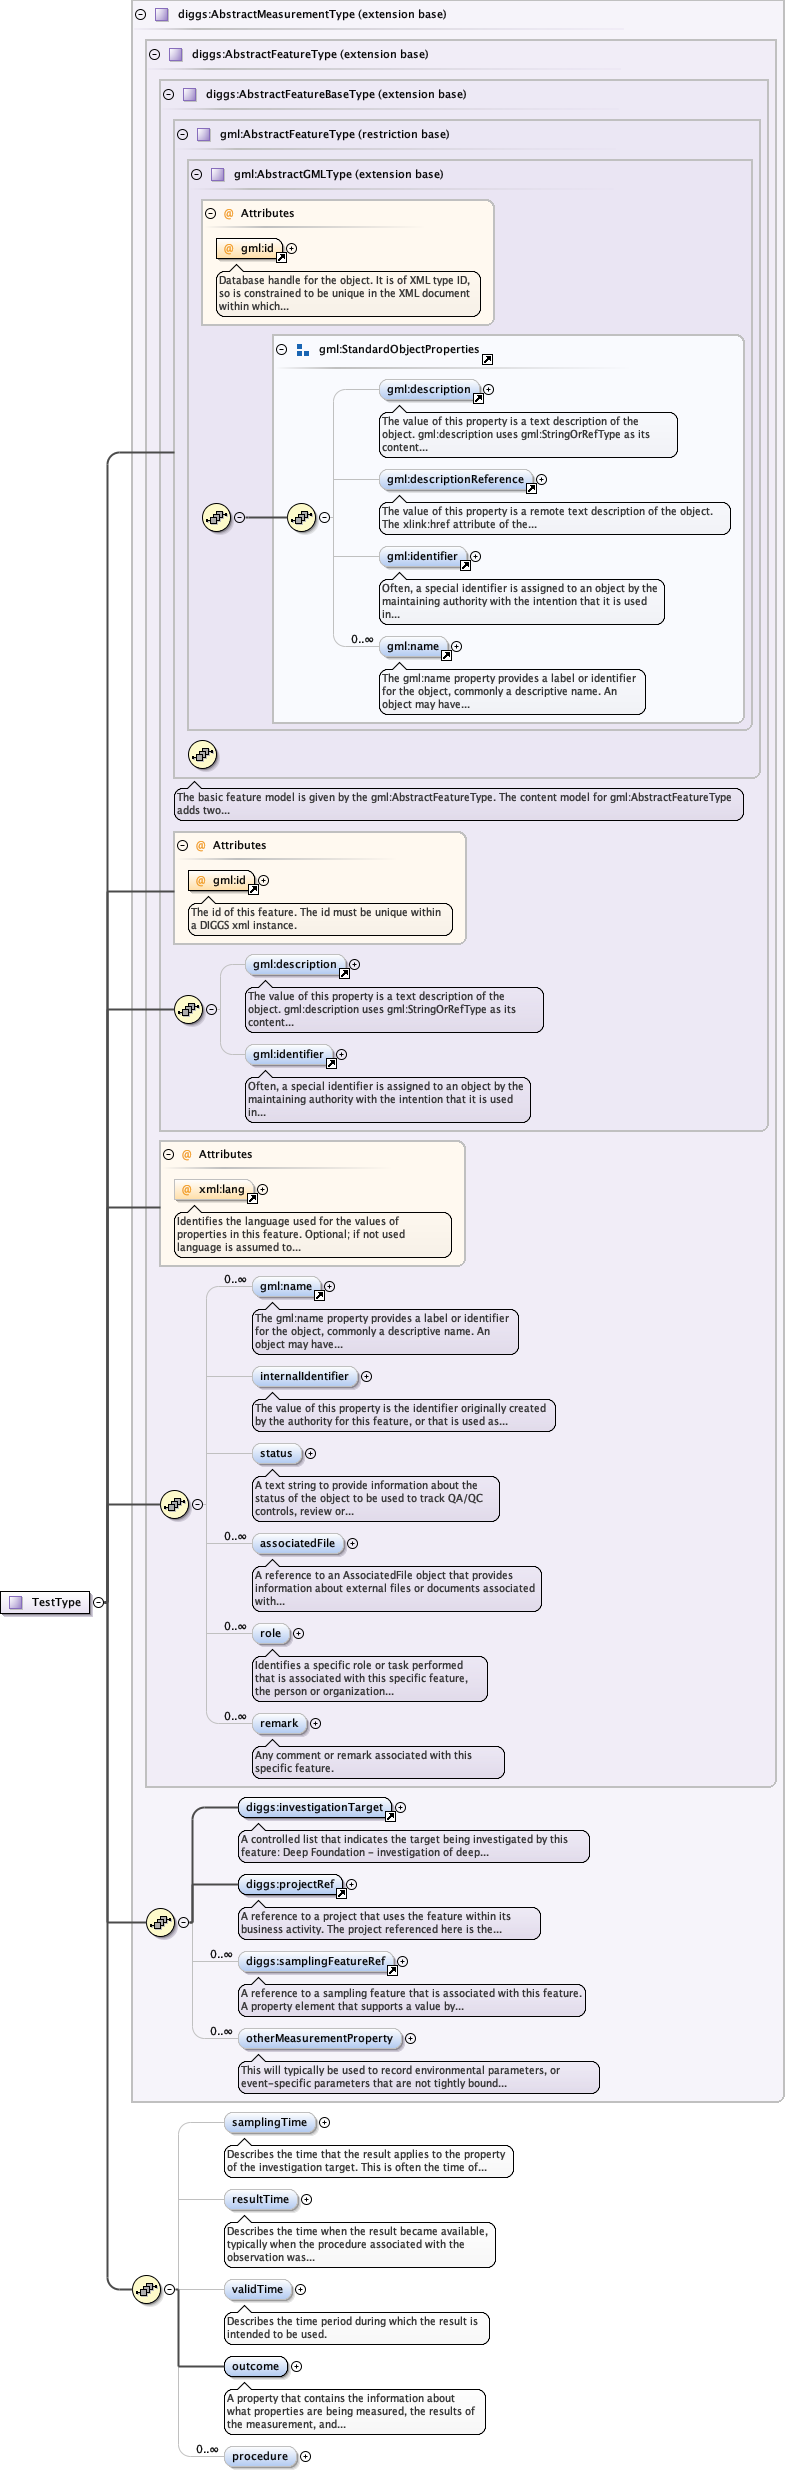 diggs:AbstractMeasurementType (extension base)
diggs:AbstractFeatureType (extension base)
diggs:AbstractFeatureBaseType (extension base)
gml:AbstractFeatureType (restriction base)
gml:AbstractGMLType (extension base)
@ Attributes
@ gml:id
Database handle for the object. It is of XML type ID,
so is constrained to be unique in the XML document
within which...
gml:StandardObjectProperties
gml:description
The value of this property is a text description of the
object. gml:description uses gml:StringOrRefType as its
content...
gml:descriptionReference
The value of this property is a remote text description of the object.
The xlink:href attribute of the...
gml:identifier
Often, a special identifier is assigned to an object by the
maintaining authority with the intention that it is used
in...
0..∞
gml:name
The gml:name property provides a label or identifier
for the object, commonly a descriptive name. An
object may have...
The basic feature model is given by the gml:AbstractFeatureType. The content model for gml:AbstractFeatureType
adds two...
@ Attributes
@ gml:id
The id of this feature. The id must be unique within
a DIGGS xml instance.
gml:description
The value of this property is a text description of the
object. gml:description uses gml:StringOrRefType as its
content...
gml:identifier
Often, a special identifier is assigned to an object by the
maintaining authority with the intention that it is used
in...
@ Attributes
@ xml:lang
Identifies the language used for the values of
properties in this feature. Optional; if not used
language is assumed to...
0..∞
gml:name
The gml:name property provides a label or identifier
for the object, commonly a descriptive name. An
object may have...
internalIdentifier
The value of this property is the identifier originally created
by the authority for this feature, or that is used as...
status
A text string to provide information about the
status of the object to be used to track QA/QC
controls, review or...
0..∞
associatedFile
A reference to an AssociatedFile object that provides
information about external files or documents associated
with...
TestType
0..∞
role
Identifies a specific role or task performed
that is associated with this specific feature,
the person or organization...
0..∞
remark
Any comment or remark associated with this
specific feature.
diggs:investigationTarget
A controlled list that indicates the target being investigated by this
feature: Deep Foundation - investigation of deep...
diggs:projectRef
A reference to a project that uses the feature within its
business activity. The project referenced here is the...
0..∞
diggs:samplingFeatureRef
A reference to a sampling feature that is associated with this feature.
A property element that supports a value by...
0..∞
otherMeasurementProperty
This will typically be used to record environmental parameters, or
event-specific parameters that are not tightly bound...
samplingTime
Describes the time that the result applies to the property
of the investigation target. This is often the time of...
resultTime
Describes the time when the result became available,
typically when the procedure associated with the
observation was...
validTime
Describes the time period during which the result is
intended to be used.
outcome
A property that contains the information about
what properties are being measured, the results of
the measurement, and...
0..∞
procedure